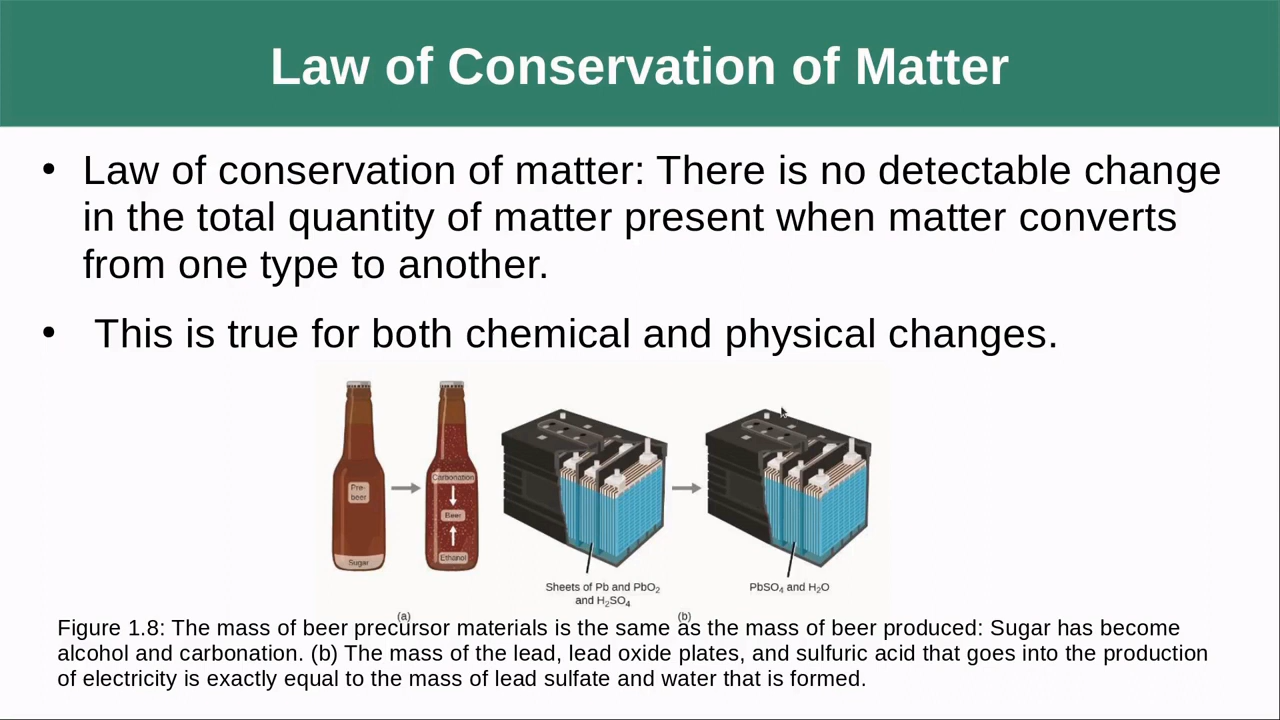 Law of Conservation of Matter
• Law of conservation of matter: There is no detectable change
in the total quantity of matter present when matter converts
from one type to another.
• This is true for both chemical and physical changes.
Pre-
beer
Sugar
Carbonation
Beer
Ethanol
(a)
Sheets of Pb and PbO₂
and H₂SO₄
PbSO₄ and H₂O
(b)
Figure 1.8: The mass of beer precursor materials is the same as the mass of beer produced: Sugar has become
alcohol and carbonation. (b) The mass of the lead, lead oxide plates, and sulfuric acid that goes into the production
of electricity is exactly equal to the mass of lead sulfate and water that is formed.